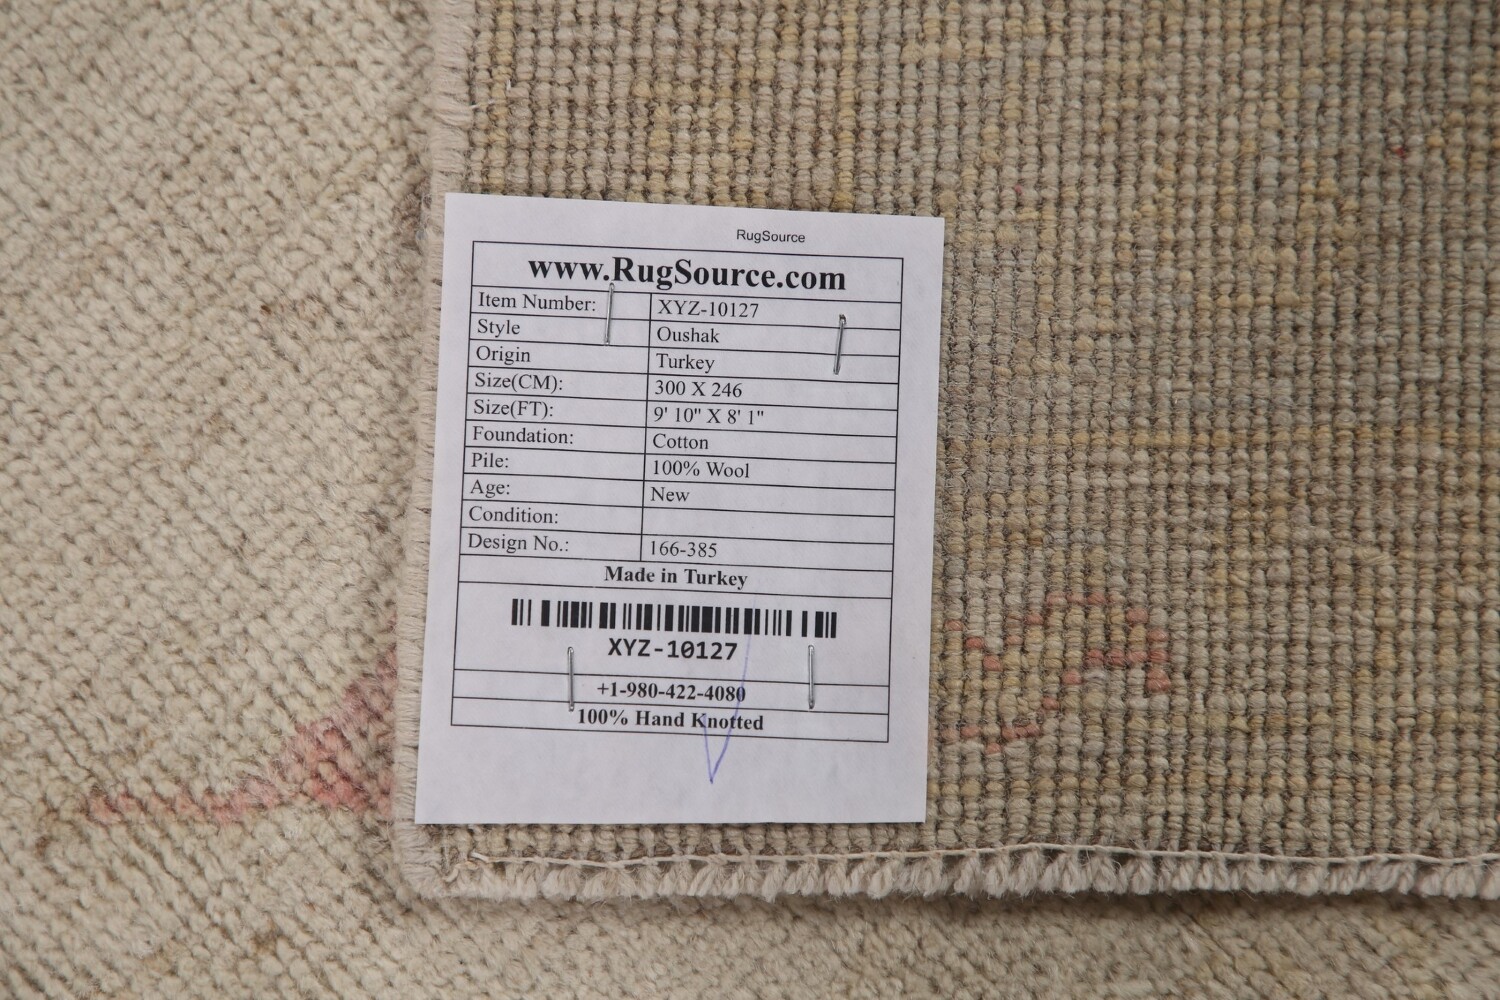 RugSource
www.RugSource.com
Item Number: XYZ-10127
Style Oushak
Origin Turkey
Size(CM): 300 X 246
Size(FT): 9' 10" X 8' 1"
Foundation: Cotton
Pile: 100% Wool
Age: New
Condition:
Design No.: 166-385
Made in Turkey
XYZ-10127
+1-980-422-4080
100% Hand Knotted